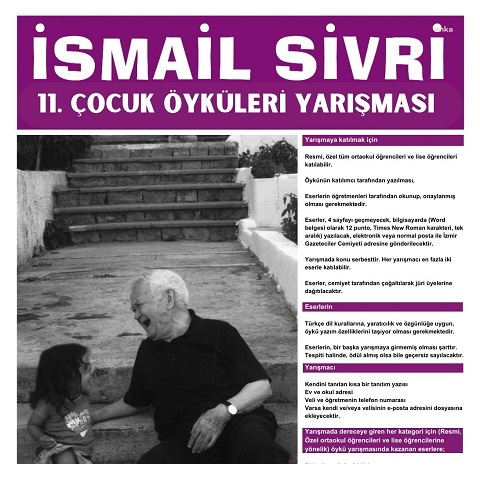 nka
İSMAİL SİVRİ
11. ÇOCUK ÖYKÜLERİ YARIŞMASI
Yarışmaya katılmak için
Resmi, özel tüm ortaokul öğrencileri ve lise öğrencileri
katılabilir.
Öykünün katılımcı tarafından yazılması,
Eserlerin öğretmenleri tarafından okunup, onaylanmış
olması gerekmektedir.
Eserler, 4 sayfayı geçmeyecek, bilgisayarda (Word
belgesi olarak 12 punto, Times New Roman karakteri, tek
aralık) yazılacak, elektronik veya normal posta ile İzmir
Gazeteciler Cemiyeti adresine gönderilecektir.
Yarışmada konu serbesttir. Her yarışmacı en fazla iki
eserle katılabilir.
Eserler, cemiyet tarafından çoğaltılarak jüri üyelerine
dağıtılacaktır.
Eserlerin
Türkçe dil kurallarına, yaratıcılık ve özgünlüğe uygun,
öykü yazım özelliklerini taşıyor olması gerekmektedir.
Eserlerin, bir başka yarışmaya girmemiş olması şarttır.
Tespiti halinde, ödül almış olsa bile geçersiz sayılacaktır.
Yarışmacı
Kendini tanıtan kısa bir tanıtım yazısı
Ev ve okul adresi
Veli ve öğretmenin telefon numarası
Varsa kendi ve/veya velisinin e-posta adresini dosyasına
ekleyecektir.
Yarışmada dereceye giren her kategori için (Resmi,
Özel ortaokul öğrencileri ve lise öğrencilerine
yönelik) öykü yarışmasında kazanan eserlere;